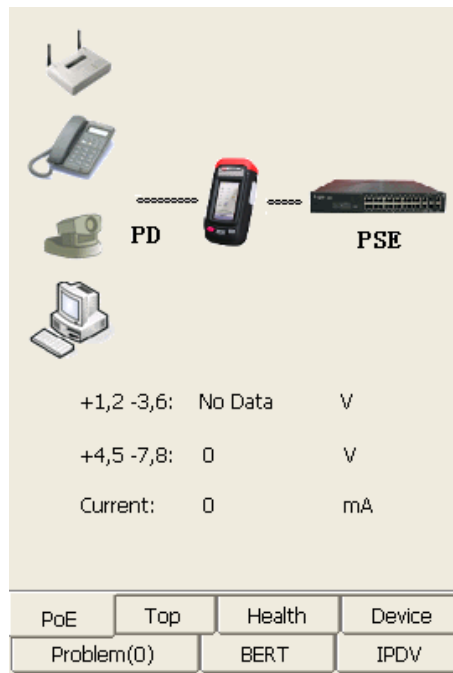 PD
PSE
+1,2 -3,6: No Data V
+4,5 -7,8: 0 V
Current: 0 mA
PoE Top Health Device
Problem(0) BERT IPDV